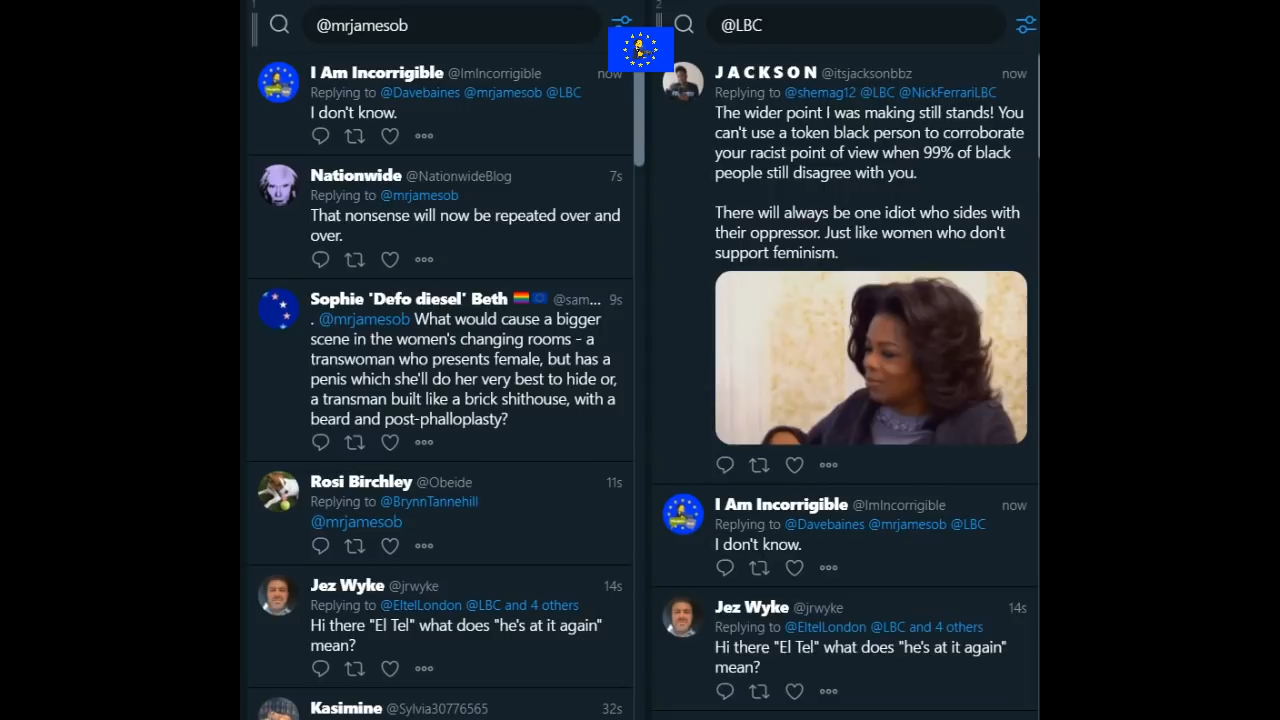 1
@mrjamesob
I Am Incorrigible @ImIncorrigible now
Replying to @Davebaines @mrjamesob @LBC
I don't know.
Nationwide @NationwideBlog 7s
Replying to @mrjamesob
That nonsense will now be repeated over and
over.
Sophie 'Defo diesel' Beth @sam... 9s
. @mrjamesob What would cause a bigger
scene in the women's changing rooms - a
transwoman who presents female, but has a
penis which she'll do her very best to hide or,
a transman built like a brick shithouse, with a
beard and post-phalloplasty?
Rosi Birchley @Obeide 11s
Replying to @BrynnTannehill
@mrjamesob
Jez Wyke @jrwyke 14s
Replying to @EltelLondon @LBC and 4 others
Hi there "El Tel" what does "he's at it again"
mean?
Kasimine @Sylvia30776565 32s
2
@LBC
J A C K S O N @itsjacksonbbz now
Replying to @shemag12 @LBC @NickFerrariLBC
The wider point I was making still stands! You
can't use a token black person to corroborate
your racist point of view when 99% of black
people still disagree with you.
There will always be one idiot who sides with
their oppressor. Just like women who don't
support feminism.
I Am Incorrigible @ImIncorrigible now
Replying to @Davebaines @mrjamesob @LBC
I don't know.
Jez Wyke @jrwyke 14s
Replying to @EltelLondon @LBC and 4 others
Hi there "El Tel" what does "he's at it again"
mean?